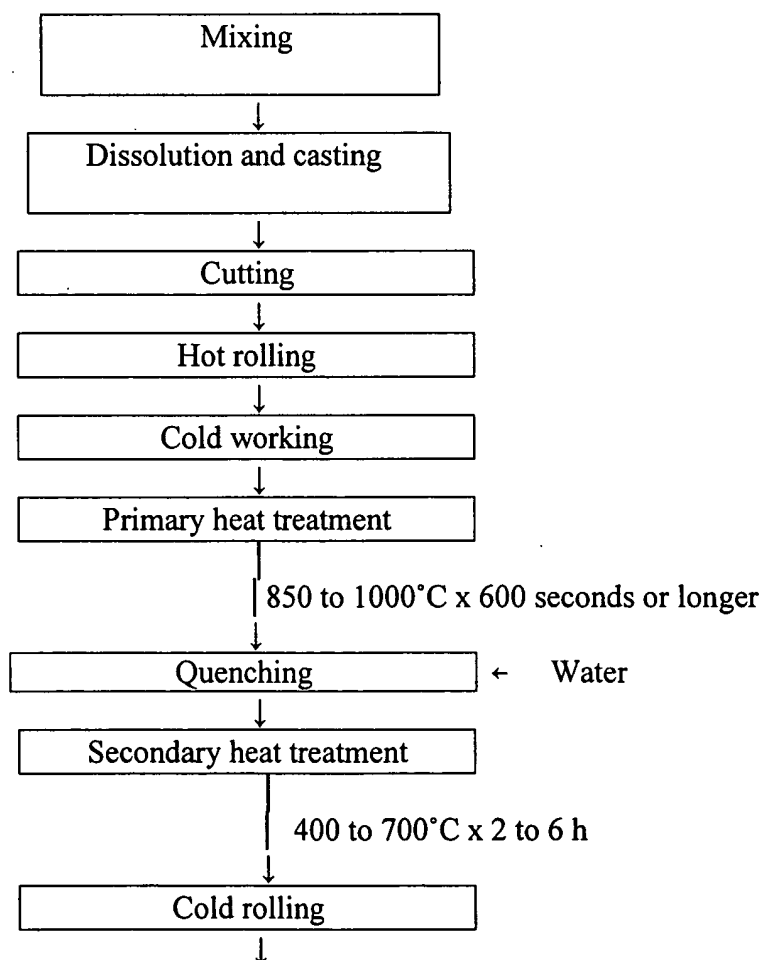 Mixing
↓
Dissolution and casting
↓
Cutting
↓
Hot rolling
↓
Cold working
↓
Primary heat treatment
850 to 1000°C x 600 seconds or longer
↓
Quenching ← Water
↓
Secondary heat treatment
400 to 700°C x 2 to 6 h
↓
Cold rolling
↓